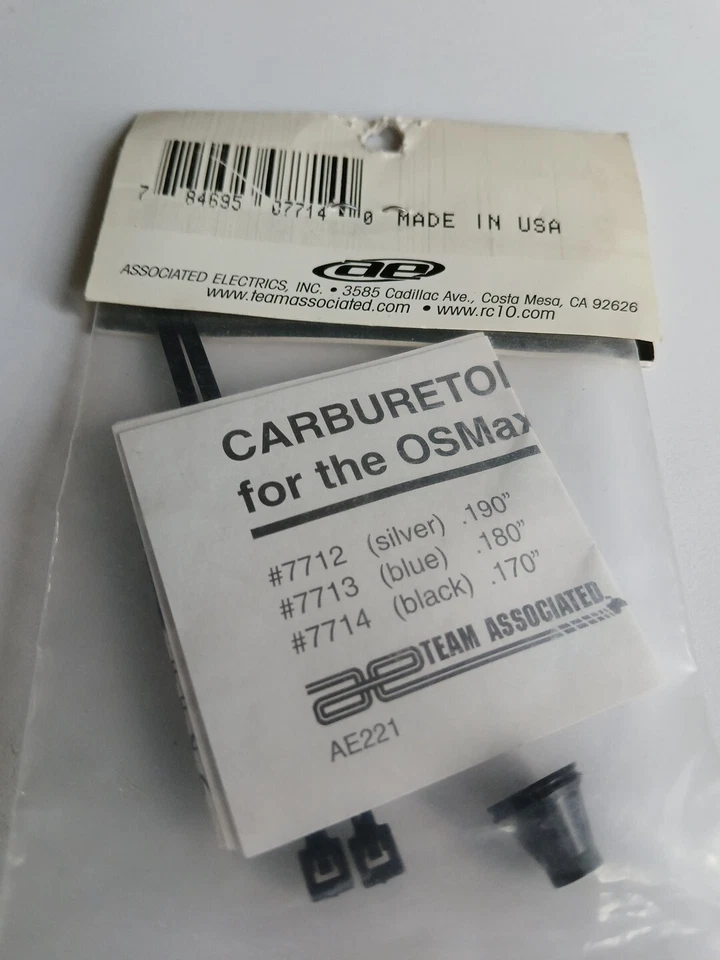 7 84695 07714 0 MADE IN USA
ae
ASSOCIATED ELECTRICS, INC. • 3585 Cadillac Ave., Costa Mesa, CA 92626
www.teamassociated.com • www.rc10.com
CARBURETO
for the OSMax
#7712 (silver) .190"
#7713 (blue) .180"
#7714 (black) .170"
ae TEAM ASSOCIATED
AE221